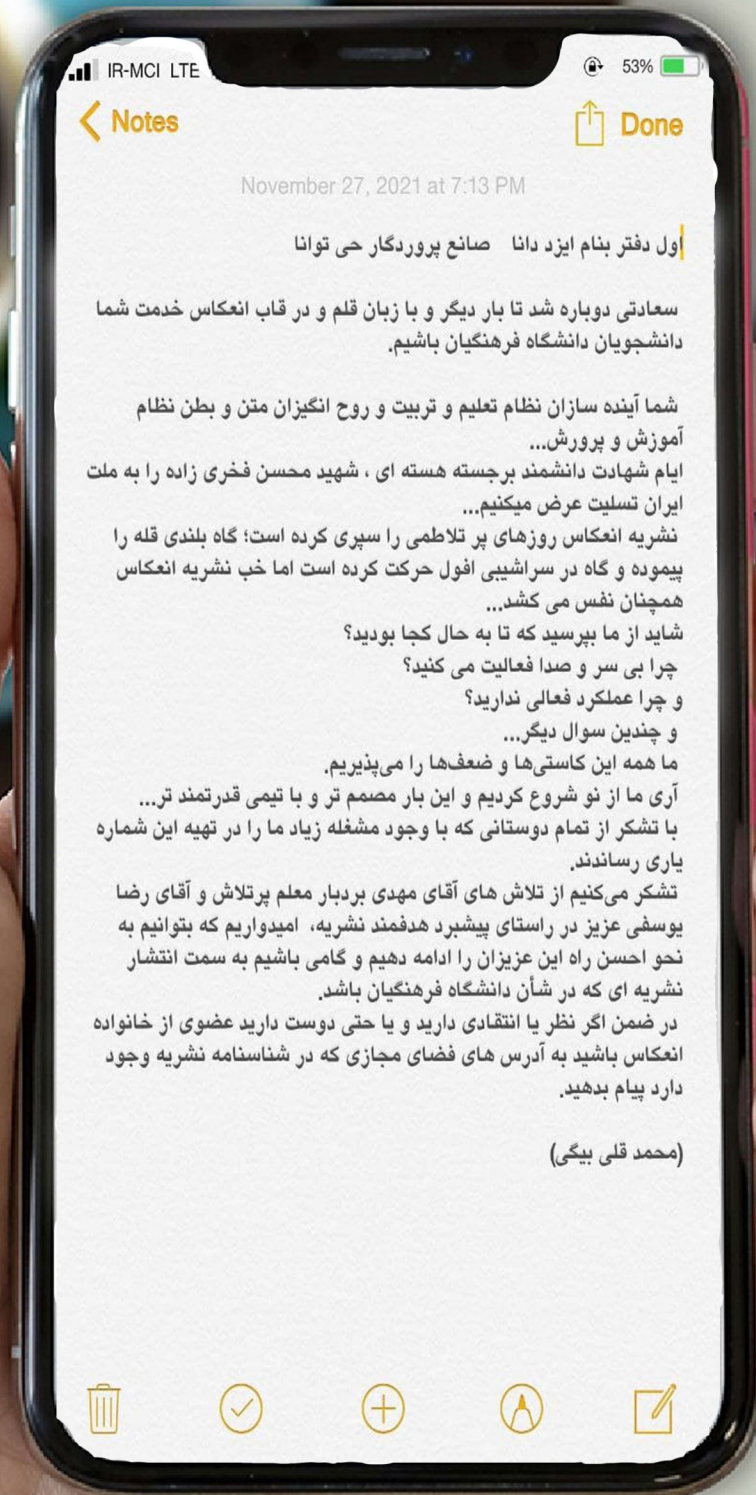 IR-MCI LTE 53%
Notes Done
November 27, 2021 at 7:13 PM
اول دفتر بنام ایزد دانا صانع پروردگار حی توانا
سعادتی دوباره شد تا بار دیگر و با زبان قلم و در قاب انعکاس خدمت شما
دانشجویان دانشگاه فرهنگیان باشیم.
شما آینده سازان نظام تعلیم و تربیت و روح انگیزان متن و بطن نظام
آموزش و پرورش...
ایام شهادت دانشمند برجسته هسته ای ، شهید محسن فخری زاده را به ملت
ایران تسلیت عرض میکنیم...
نشریه انعکاس روزهای پر تلاطمی را سپری کرده است؛ گاه بلندی قله را
پیموده و گاه در سراشیبی افول حرکت کرده است اما خب نشریه انعکاس
همچنان نفس می کشد...
شاید از ما بپرسید که تا به حال کجا بودید؟
چرا بی سر و صدا فعالیت می کنید؟
و چرا عملکرد فعالی ندارید؟
و چندین سوال دیگر...
ما همه این کاستی‌ها و ضعف‌ها را می‌پذیریم.
آری ما از نو شروع کردیم و این بار مصمم تر و با تیمی قدرتمند تر...
با تشکر از تمام دوستانی که با وجود مشغله زیاد ما را در تهیه این شماره
یاری رساندند.
تشکر می‌کنیم از تلاش های آقای مهدی بردبار معلم پرتلاش و آقای رضا
یوسفی عزیز در راستای پیشبرد هدفمند نشریه، امیدواریم که بتوانیم به
نحو احسن راه این عزیزان را ادامه دهیم و گامی باشیم به سمت انتشار
نشریه ای که در شأن دانشگاه فرهنگیان باشد.
در ضمن اگر نظر یا انتقادی دارید و یا حتی دوست دارید عضوی از خانواده
انعکاس باشید به آدرس های فضای مجازی که در شناسنامه نشریه وجود
دارد پیام بدهید.
(محمد قلی بیگی)